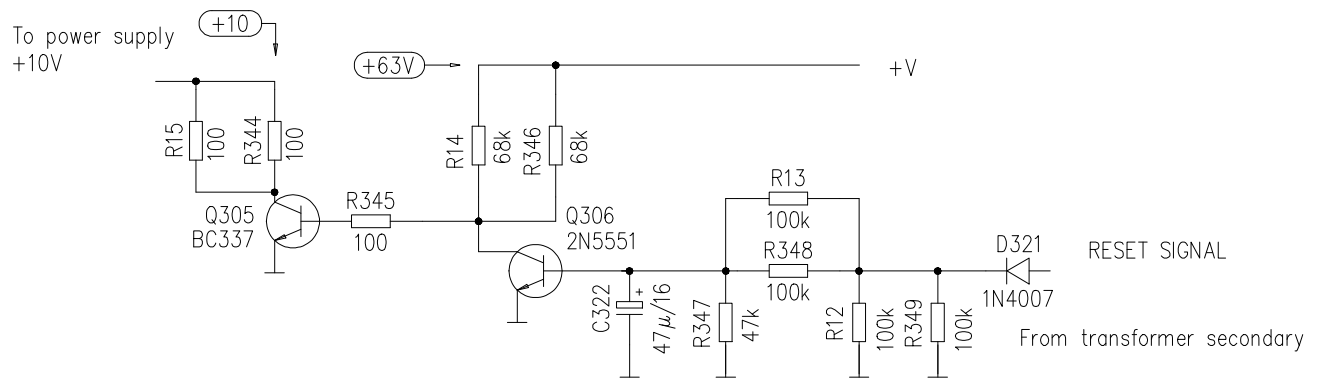 +10
To power supply
+10V
+63V
+V
R15
100
R344
100
R14
68k
R346
68k
R13
100k
Q305
BC337
R345
100
Q306
2N5551
R348
100k
D321
1N4007
RESET SIGNAL
C322
+
47μ/16
R347
47k
R12
100k
R349
100k
From transformer secondary